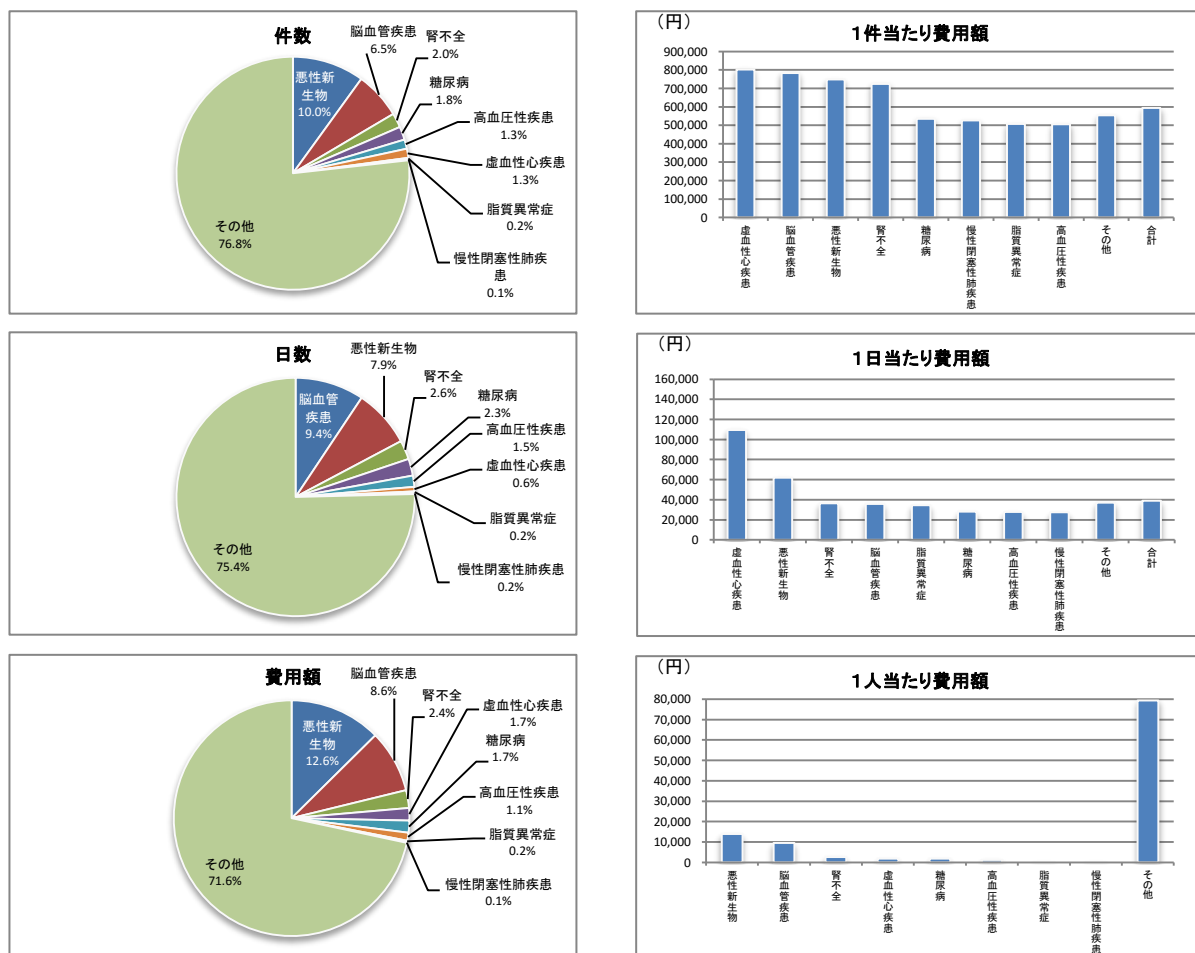 件数
悪性新
生物
10.0%
脳血管疾患
6.5%
腎不全
2.0%
糖尿病
1.8%
高血圧性疾患
1.3%
虚血性心疾患
1.3%
脂質異常症
0.2%
慢性閉塞性肺疾
患
0.1%
その他
76.8%
（円）
1件当たり費用額
900,000
800,000
700,000
600,000
500,000
400,000
300,000
200,000
100,000
0
虚血性心疾患
脳血管疾患
悪性新生物
腎不全
糖尿病
慢性閉塞性肺疾患
脂質異常症
高血圧性疾患
その他
合計
日数
脳血管
疾患
9.4%
悪性新生物
7.9%
腎不全
2.6%
糖尿病
2.3%
高血圧性疾患
1.5%
虚血性心疾患
0.6%
脂質異常症
0.2%
慢性閉塞性肺疾患
0.2%
その他
75.4%
（円）
1日当たり費用額
160,000
140,000
120,000
100,000
80,000
60,000
40,000
20,000
0
虚血性心疾患
悪性新生物
腎不全
脳血管疾患
脂質異常症
糖尿病
高血圧性疾患
慢性閉塞性肺疾患
その他
合計
費用額
悪性新
生物
12.6%
脳血管疾患
8.6%
腎不全
2.4%
虚血性心疾患
1.7%
糖尿病
1.7%
高血圧性疾患
1.1%
脂質異常症
0.2%
慢性閉塞性肺疾患
0.1%
その他
71.6%
（円）
1人当たり費用額
80,000
70,000
60,000
50,000
40,000
30,000
20,000
10,000
0
悪性新生物
脳血管疾患
腎不全
虚血性心疾患
糖尿病
高血圧性疾患
脂質異常症
慢性閉塞性肺疾患
その他